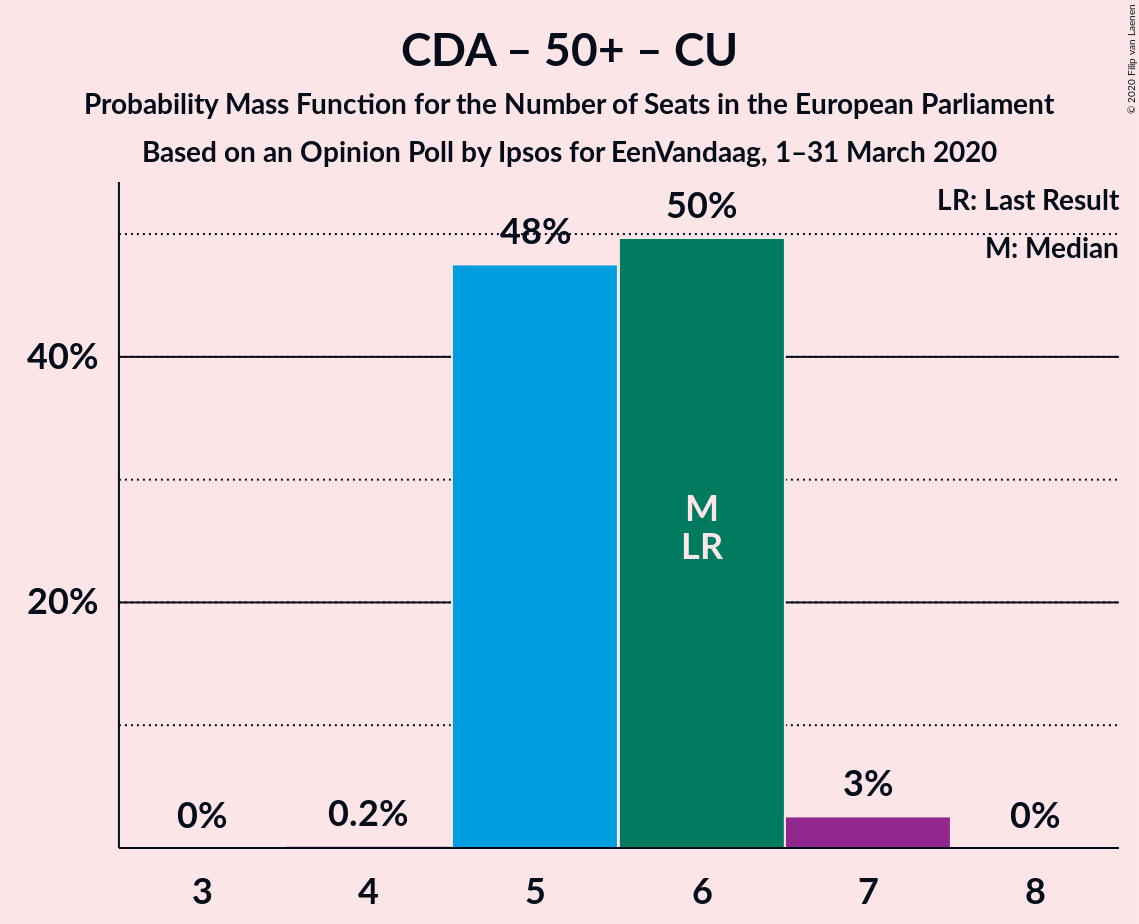 CDA – 50+ – CU
Probability Mass Function for the Number of Seats in the European Parliament
Based on an Opinion Poll by Ipsos for EenVandaag, 1–31 March 2020
© 2020 Filip van Laenen
LR: Last Result
M: Median
50%
48%
40%
20%
M
LR
3%
0%
0.2%
0%
3
4
5
6
7
8